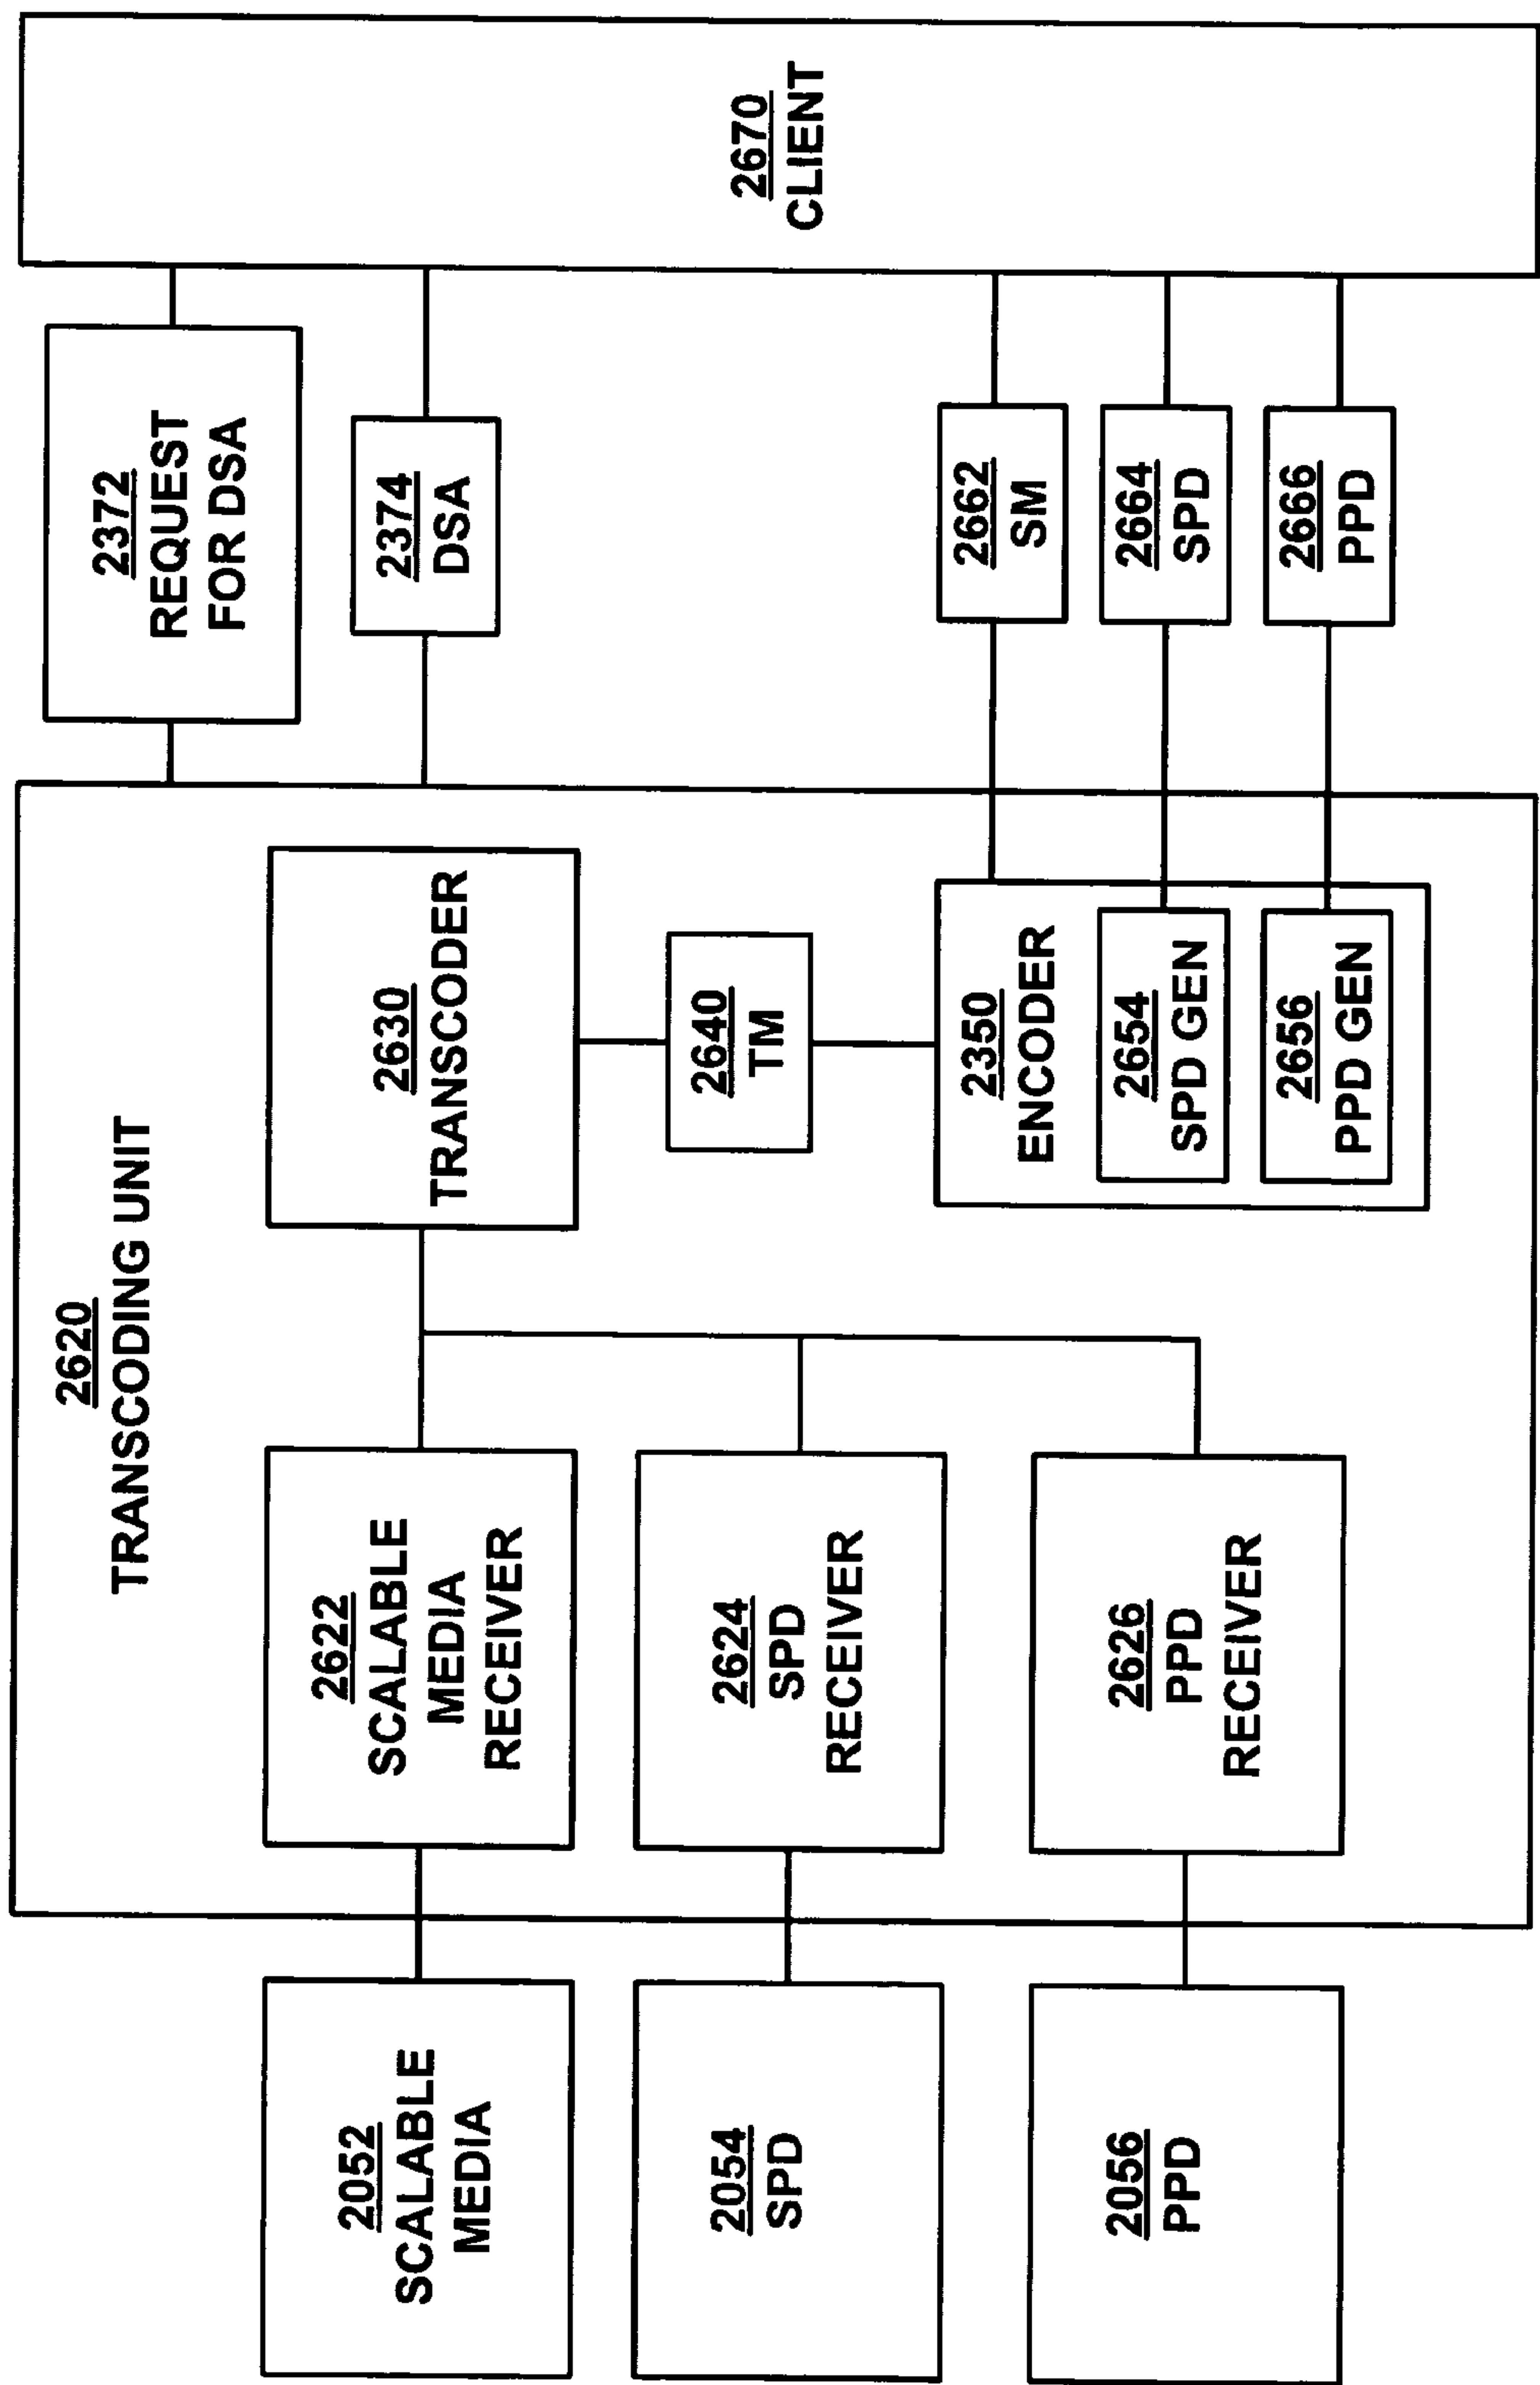 2620
TRANSCODING UNIT
2052
SCALABLE
MEDIA
2622
SCALABLE
MEDIA
RECEIVER
2630
TRANSCODER
2372
REQUEST
FOR DSA
2374
DSA
2670
CLIENT
2054
SPD
2624
SPD
RECEIVER
2640
TM
2056
PPD
2626
PPD
RECEIVER
2350
ENCODER
2654
SPD GEN
2656
PPD GEN
2662
SM
2664
SPD
2666
PPD